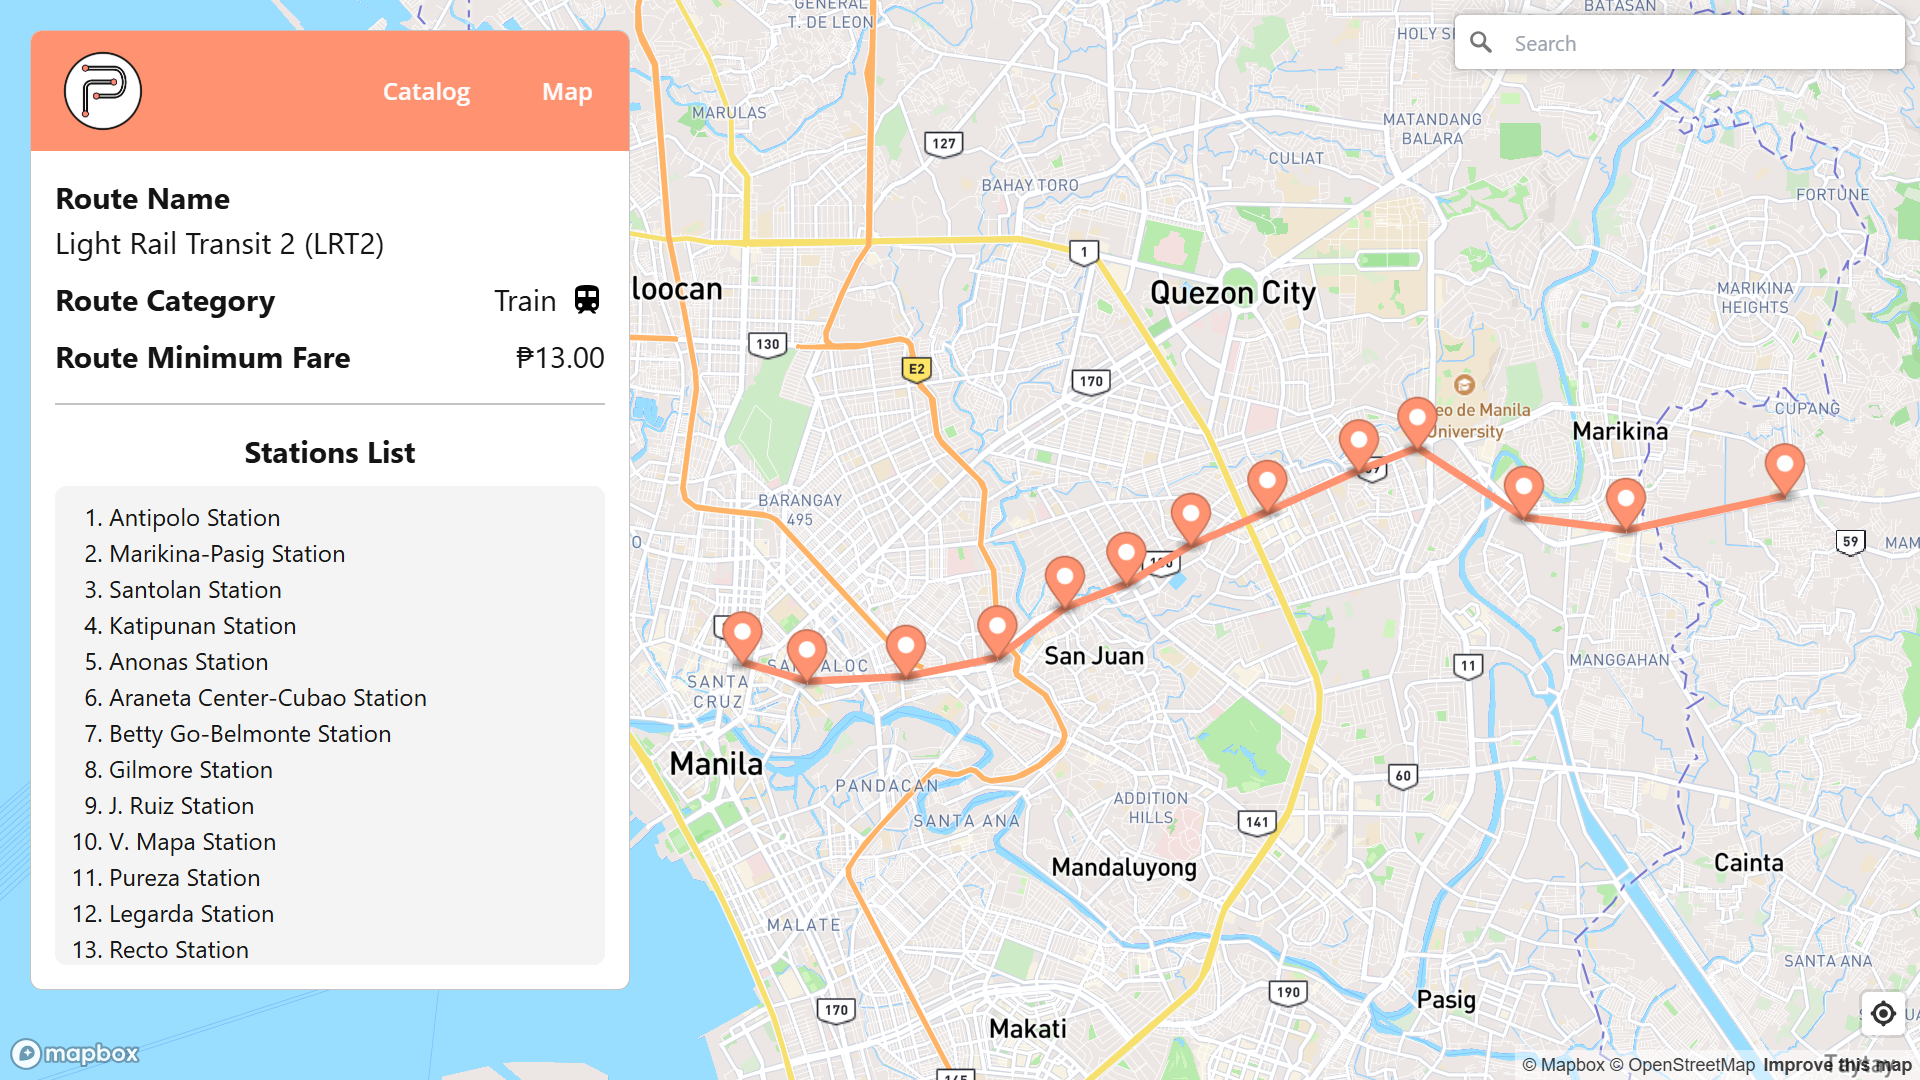 Catalog
Map
Route Name
Light Rail Transit 2 (LRT2)
Route Category
Train
Route Minimum Fare
₱13.00
Stations List
1. Antipolo Station
2. Marikina-Pasig Station
3. Santolan Station
4. Katipunan Station
5. Anonas Station
6. Araneta Center-Cubao Station
7. Betty Go-Belmonte Station
8. Gilmore Station
9. J. Ruiz Station
10. V. Mapa Station
11. Pureza Station
12. Legarda Station
13. Recto Station
Search
GENERAL
T. DE LEON
BATASAN
HOLY
MARULAS
127
MATANDANG
BALARA
CULIAT
BAHAY TORO
FORTUNE
1
loocan
Quezon City
MARIKINA
HEIGHTS
130
E2
170
CUPANG
eo de Manila
University
Marikina
BARANGAY
495
59
San Juan
11
MANGGAHAN
SANTA
CRUZ
Manila
PANDACAN
60
ADDITION
HILLS
SANTA ANA
141
Mandaluyong
Cainta
MALATE
SANTA ANA
190
Pasig
170
Makati
mapbox
© Mapbox © OpenStreetMap Improve this map